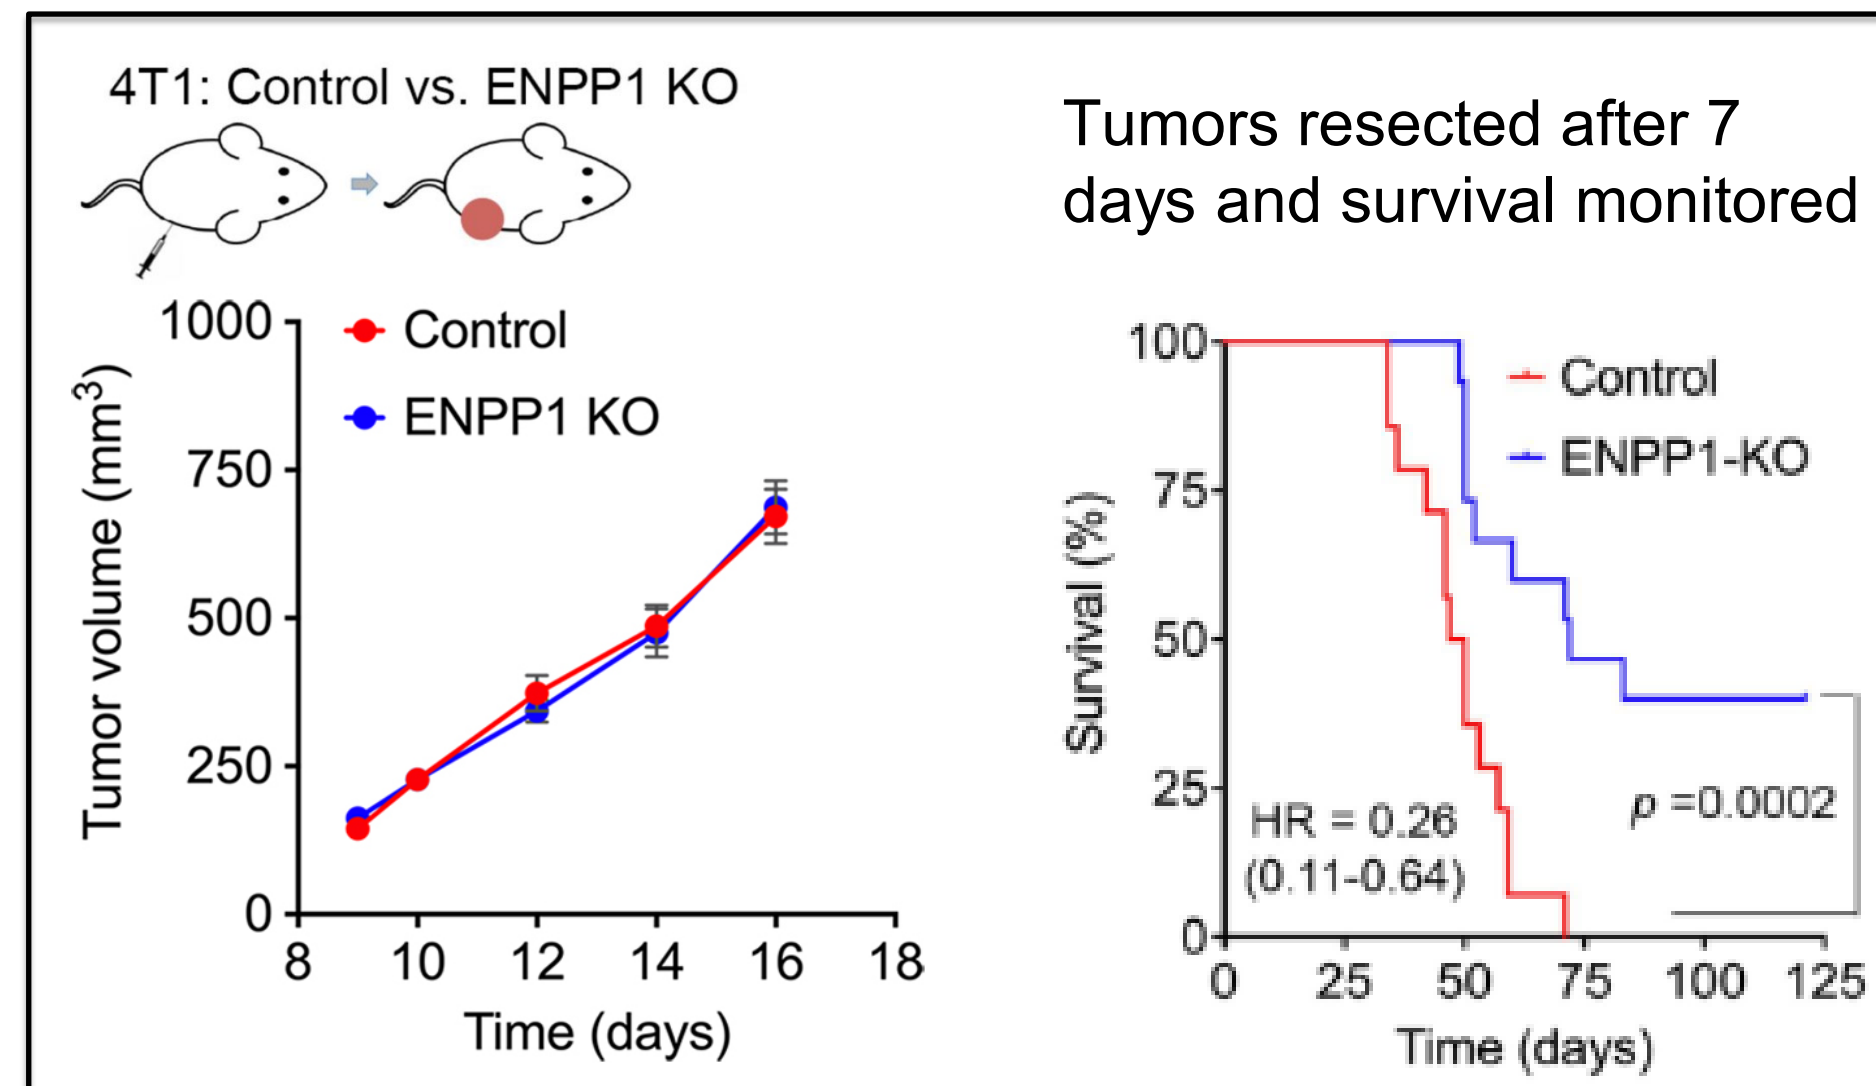 4T1: Control vs. ENPP1 KO
Tumor volume (mm³)
1000
750
500
250
0
Control
ENPP1 KO
8 10 12 14 16 18
Time (days)
Tumors resected after 7
days and survival monitored
Survival (%)
100
75
50
25
0
Control
ENPP1-KO
HR = 0.26
(0.11-0.64)
p =0.0002
0 25 50 75 100 125
Time (days)